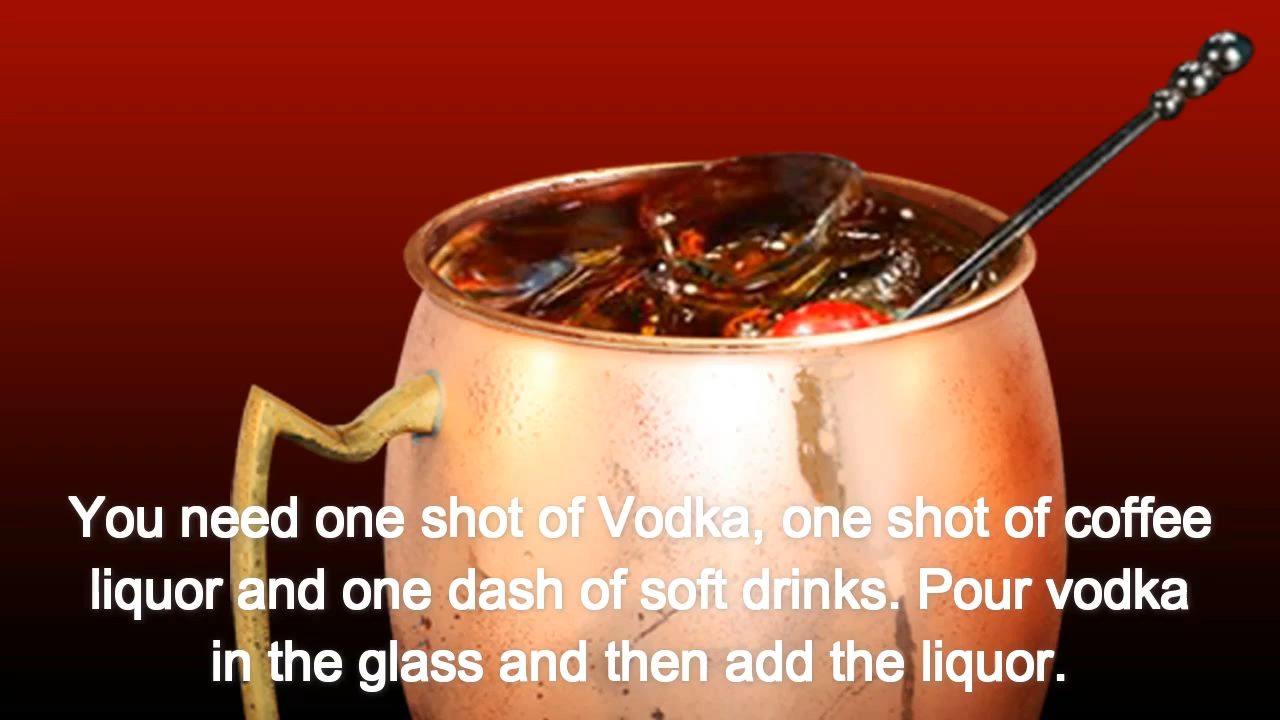 You need one shot of Vodka, one shot of coffee
liquor and one dash of soft drinks. Pour vodka
in the glass and then add the liquor.